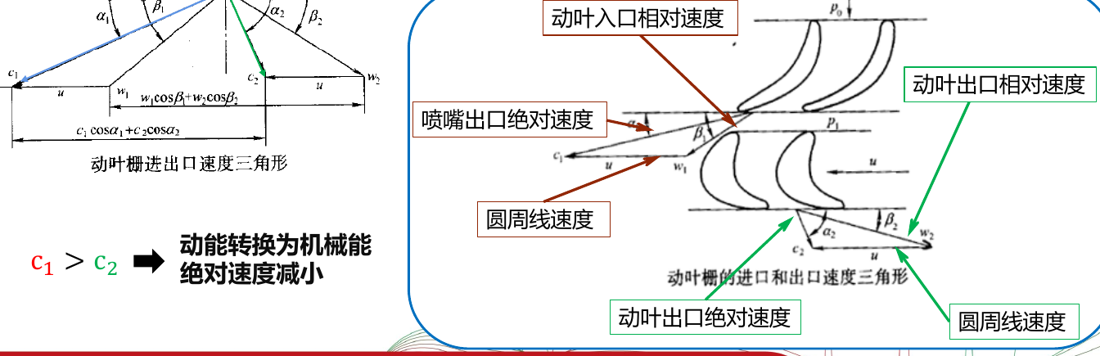 α₁
β₁
α₂
β₂
c₁
u
w₁
c₂
u
w₂
w₁cosβ₁+w₂cosβ₂
c₁cosα₁+c₂cosα₂
动叶栅进出口速度三角形
c₁ > c₂
动能转换为机械能
绝对速度减小
动叶入口相对速度
p₀
动叶出口相对速度
喷嘴出口绝对速度
β₁
p₁
c₁
u
w₁
u
圆周线速度
β₂
α₂
w₂
c₂
u
动叶栅的进口和出口速度三角形
动叶出口绝对速度
圆周线速度